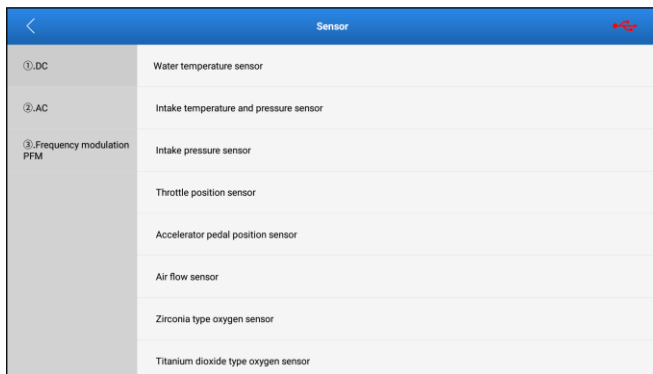 Sensor
①.DC
②.AC
③.Frequency modulation
PFM
Water temperature sensor
Intake temperature and pressure sensor
Intake pressure sensor
Throttle position sensor
Accelerator pedal position sensor
Air flow sensor
Zirconia type oxygen sensor
Titanium dioxide type oxygen sensor